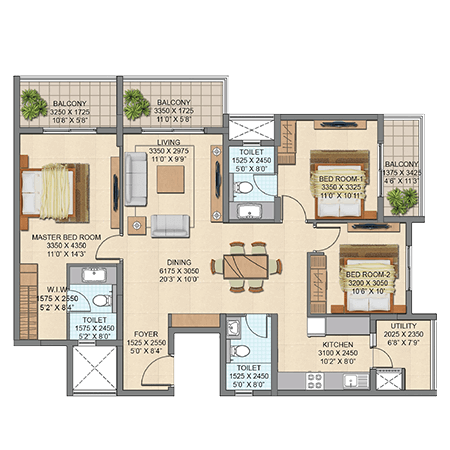 BALCONY
3250 X 1725
10'8" X 5'8"
BALCONY
3350 X 1725
11'0" X 5'8"
LIVING
3350 X 2975
11'0" X 9'9"
TOILET
1525 X 2450
5'0" X 8'0"
BED ROOM-1
3350 X 3325
11'0" X 10'11"
BALCONY
1375 X 3425
4'6" X 11'3"
MASTER BED ROOM
3350 X 4350
11'0" X 14'3"
DINING
6175 X 3050
20'3" X 10'0"
BED ROOM-2
3200 X 3050
10'6" X 10'
W.I.W
1575 X 2550
5'2" X 8'4"
TOILET
1575 X 2450
5'2" X 8'0"
FOYER
1525 X 2550
5'0" X 8'4"
TOILET
1525 X 2450
5'0" X 8'0"
KITCHEN
3100 X 2450
10'2" X 8'0"
UTILITY
2025 X 2350
6'8" X 7'9"